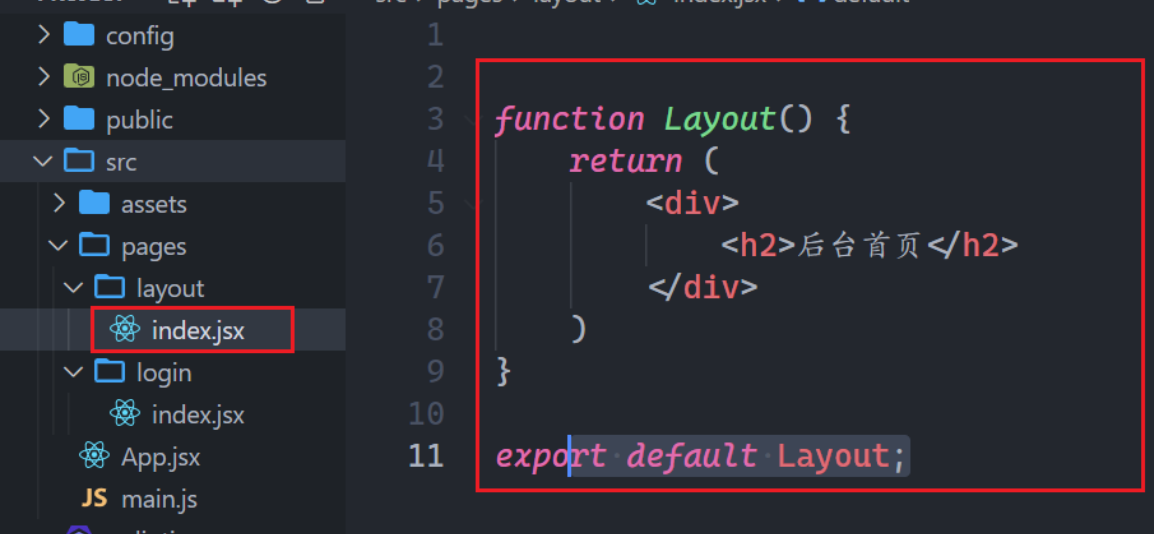 config
node_modules
public
src
assets
pages
layout
index.jsx
login
index.jsx
App.jsx
JS main.js
1
2
3 function Layout() {
4 return (
5 <div>
6 <h2>后台首页</h2>
7 </div>
8 )
9 }
10
11 export default Layout;